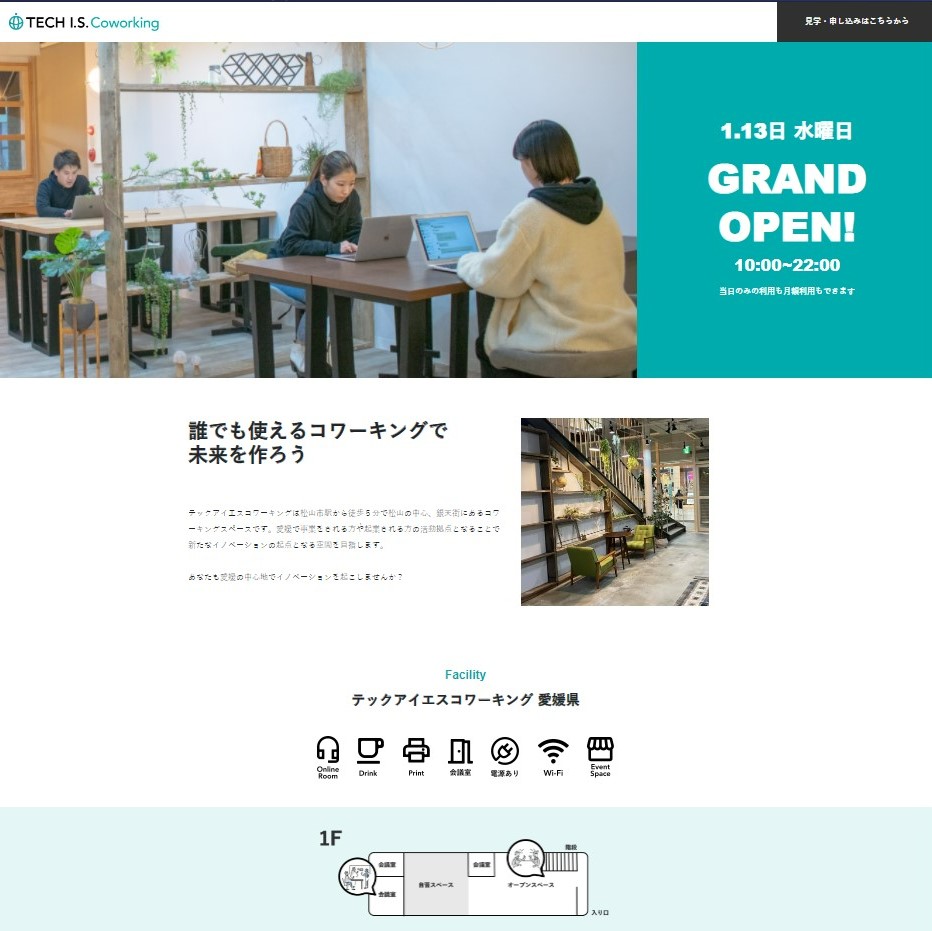 TECH I.S. Coworking
見学・申し込みはこちらから
1.13日 水曜日
GRAND
OPEN!
10:00~22:00
当日のみの利用も月額利用もできます
誰でも使えるコワーキングで
未来を作ろう
テックアイエスコワーキングは松山市駅から徒歩5分で松山の中心、銀天街にあるコワ
ーキングスペースです。愛媛で事業をされる方や起業される方の活動拠点となることで
新たなイノベーションの起点となる空間を目指します。
あなたも愛媛の中心地でイノベーションを起こしませんか？
Facility
テックアイエスコワーキング 愛媛県
Online
Room
Drink
Print
会議室
電源あり
Wi-Fi
Event
Space
1F
階段
会議室
会議室
自習スペース
オープンスペース
会議室
入り口